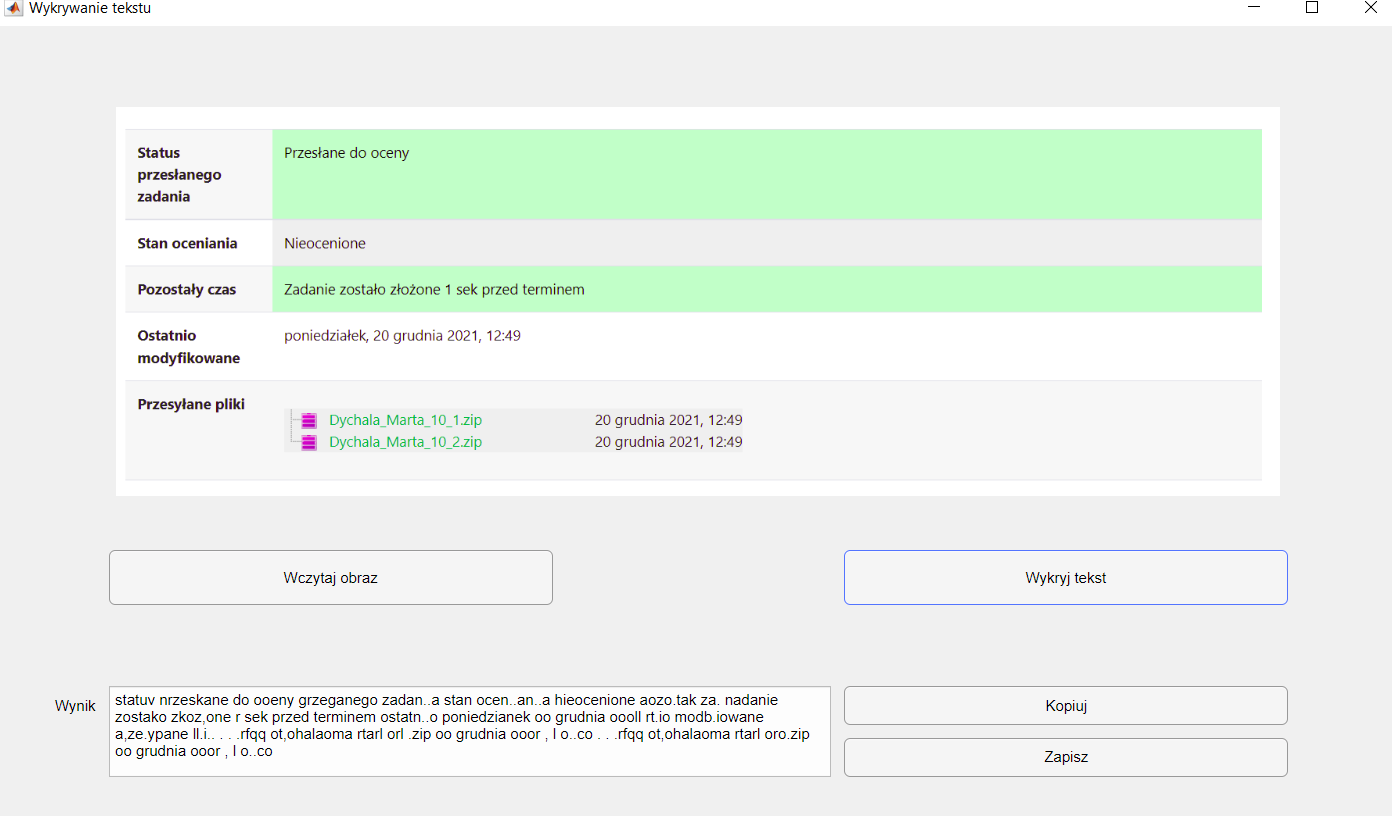 Wykrywanie tekstu
Status
przesłanego
zadania
Przesłane do oceny
Stan oceniania
Nieocenione
Pozostały czas
Zadanie zostało złożone 1 sek przed terminem
Ostatnio
modyfikowane
poniedziałek, 20 grudnia 2021, 12:49
Przesyłane pliki
Dychala_Marta_10_1.zip 20 grudnia 2021, 12:49
Dychala_Marta_10_2.zip 20 grudnia 2021, 12:49
Wczytaj obraz
Wykryj tekst
Wynik
statuv nrzeskane do ooeny grzeganego zadan..a stan ocen..an..a hieocenione aozo.tak za. nadanie
zostako zkoz,one r sek przed terminem ostatn..o poniedzianek oo grudnia oooll rt.io modb.iowane
a,ze.ypane ll.i.. . . .rfqq ot,ohalaoma rtarl orl .zip oo grudnia ooor , l o..co . . .rfqq ot,ohalaoma rtarl oro.zip
oo grudnia ooor , l o..co
Kopiuj
Zapisz